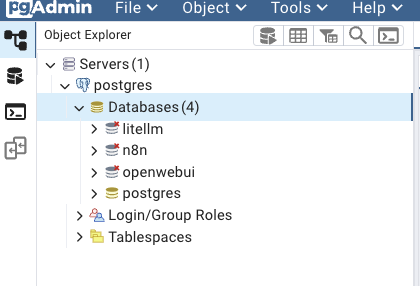 pgAdmin File Object Tools Help
Object Explorer
Servers (1)
postgres
Databases (4)
litellm
n8n
openwebui
postgres
Login/Group Roles
Tablespaces